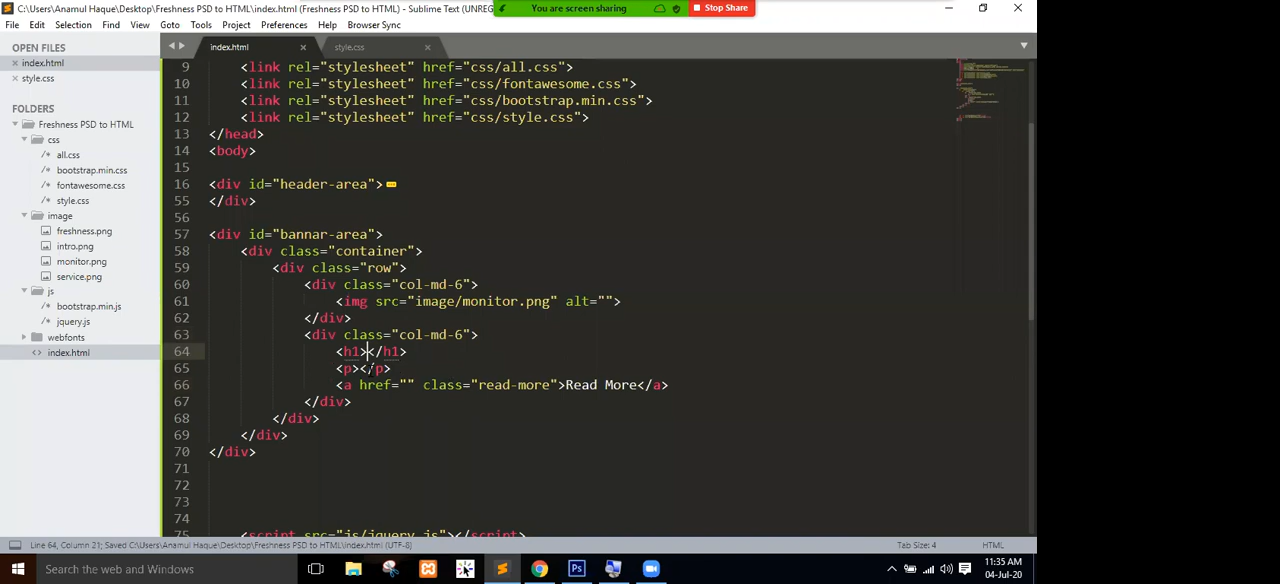 C:\Users\Anamul Haque\Desktop\Freshness PSD to HTML\index.html (Freshness PSD to HTML) - Sublime Text (UNREG
You are screen sharing
Stop Share
File Edit Selection Find View Goto Tools Project Preferences Help Browser Sync
OPEN FILES
index.html
style.css
FOLDERS
Freshness PSD to HTML
css
all.css
bootstrap.min.css
fontawesome.css
style.css
image
freshness.png
intro.png
monitor.png
service.png
js
bootstrap.min.js
jquery.js
webfonts
index.html
index.html
style.css
9 <link rel="stylesheet" href="css/all.css">
10 <link rel="stylesheet" href="css/fontawesome.css">
11 <link rel="stylesheet" href="css/bootstrap.min.css">
12 <link rel="stylesheet" href="css/style.css">
13 </head>
14 <body>
15
16 <div id="header-area">
55 </div>
56
57 <div id="bannar-area">
58 <div class="container">
59 <div class="row">
60 <div class="col-md-6">
61 <img src="image/monitor.png" alt="">
62 </div>
63 <div class="col-md-6">
64 <h1></h1>
65 <p></p>
66 <a href="" class="read-more">Read More</a>
67 </div>
68 </div>
69 </div>
70 </div>
71
72
73
74
75 <script src="js/jquery.js"></script>
Line 64, Column 21; Saved C:\Users\Anamul Haque\Desktop\Freshness PSD to HTML\index.html (UTF-8)
Tab Size: 4
HTML
Search the web and Windows
11:35 AM
04-Jul-20